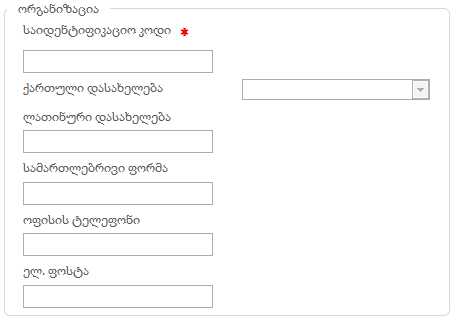 ორგანიზაცია
საიდენტიფიკაციო კოდი *
ქართული დასახელება
ლათინური დასახელება
სამართლებრივი ფორმა
ოფისის ტელეფონი
ელ. ფოსტა